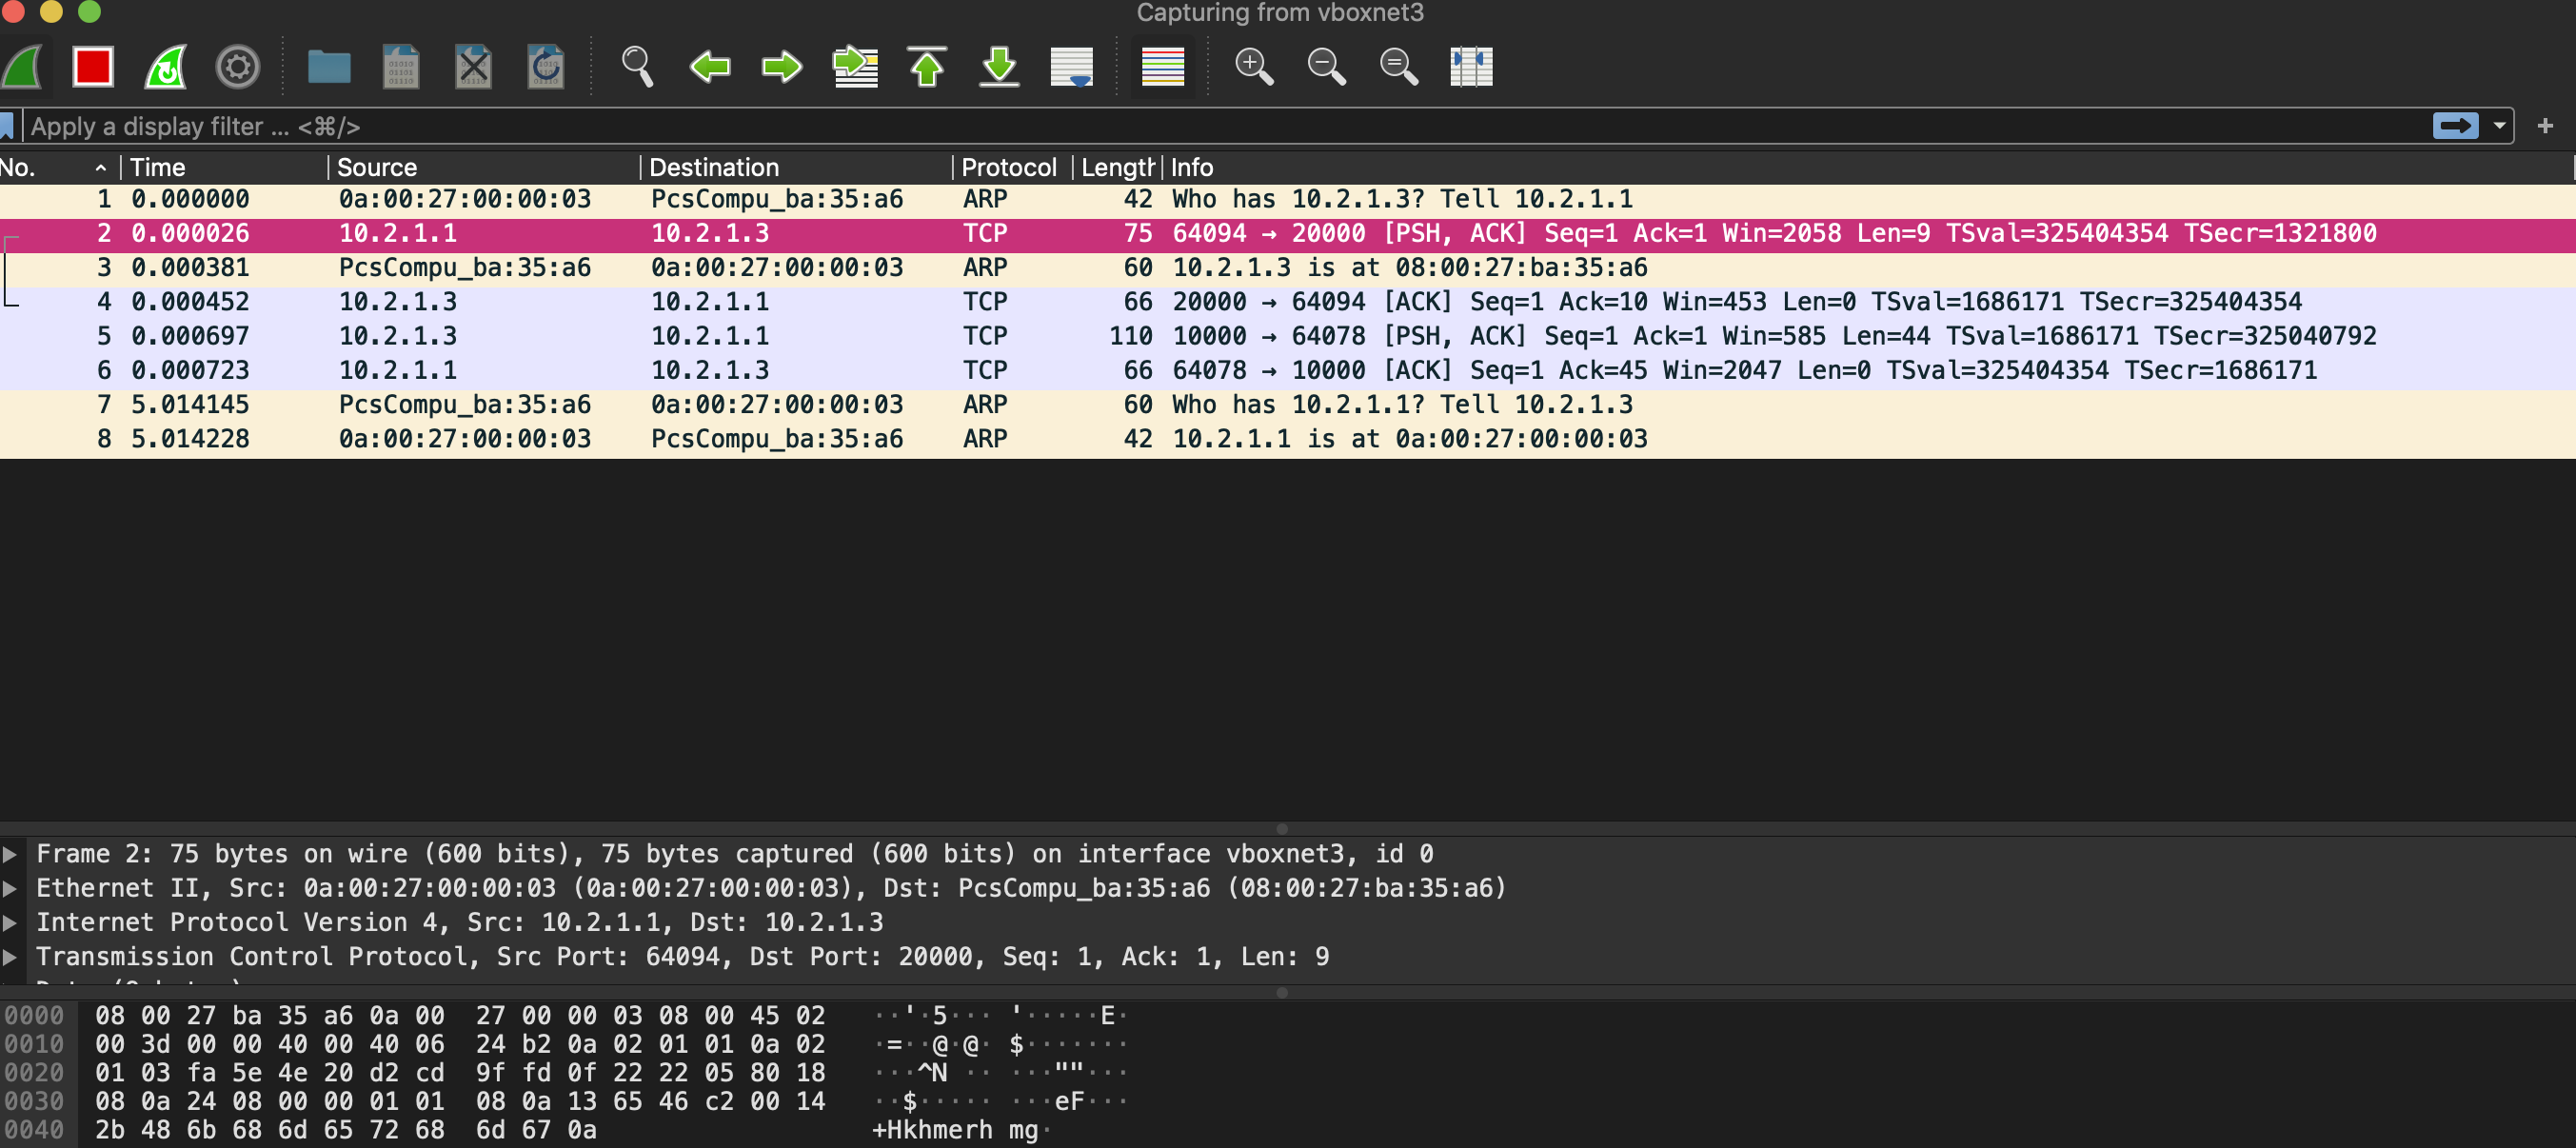 Capturing from vboxnet3
Apply a display filter ... <⌘/>
No. Time Source Destination Protocol Length Info
1 0.000000 0a:00:27:00:00:03 PcsCompu_ba:35:a6 ARP 42 Who has 10.2.1.3? Tell 10.2.1.1
2 0.000026 10.2.1.1 10.2.1.3 TCP 75 64094 → 20000 [PSH, ACK] Seq=1 Ack=1 Win=2058 Len=9 TSval=325404354 TSecr=1321800
3 0.000381 PcsCompu_ba:35:a6 0a:00:27:00:00:03 ARP 60 10.2.1.3 is at 08:00:27:ba:35:a6
4 0.000452 10.2.1.3 10.2.1.1 TCP 66 20000 → 64094 [ACK] Seq=1 Ack=10 Win=453 Len=0 TSval=1686171 TSecr=325404354
5 0.000697 10.2.1.3 10.2.1.1 TCP 110 10000 → 64078 [PSH, ACK] Seq=1 Ack=1 Win=585 Len=44 TSval=1686171 TSecr=325040792
6 0.000723 10.2.1.1 10.2.1.3 TCP 66 64078 → 10000 [ACK] Seq=1 Ack=45 Win=2047 Len=0 TSval=325404354 TSecr=1686171
7 5.014145 PcsCompu_ba:35:a6 0a:00:27:00:00:03 ARP 60 Who has 10.2.1.1? Tell 10.2.1.3
8 5.014228 0a:00:27:00:00:03 PcsCompu_ba:35:a6 ARP 42 10.2.1.1 is at 0a:00:27:00:00:03
Frame 2: 75 bytes on wire (600 bits), 75 bytes captured (600 bits) on interface vboxnet3, id 0
Ethernet II, Src: 0a:00:27:00:00:03 (0a:00:27:00:00:03), Dst: PcsCompu_ba:35:a6 (08:00:27:ba:35:a6)
Internet Protocol Version 4, Src: 10.2.1.1, Dst: 10.2.1.3
Transmission Control Protocol, Src Port: 64094, Dst Port: 20000, Seq: 1, Ack: 1, Len: 9
0000 08 00 27 ba 35 a6 0a 00 27 00 00 03 08 00 45 02 ··'·5··· '·····E·
0010 00 3d 00 00 40 00 40 06 24 b2 0a 02 01 01 0a 02 ·=··@·@· $·······
0020 01 03 fa 5e 4e 20 d2 cd 9f fd 0f 22 22 05 80 18 ···^N ·· ···""···
0030 08 0a 24 08 00 00 01 01 08 0a 13 65 46 c2 00 14 ··$····· ···eF···
0040 2b 48 6b 68 6d 65 72 68 6d 67 0a +Hkhmerh mg·